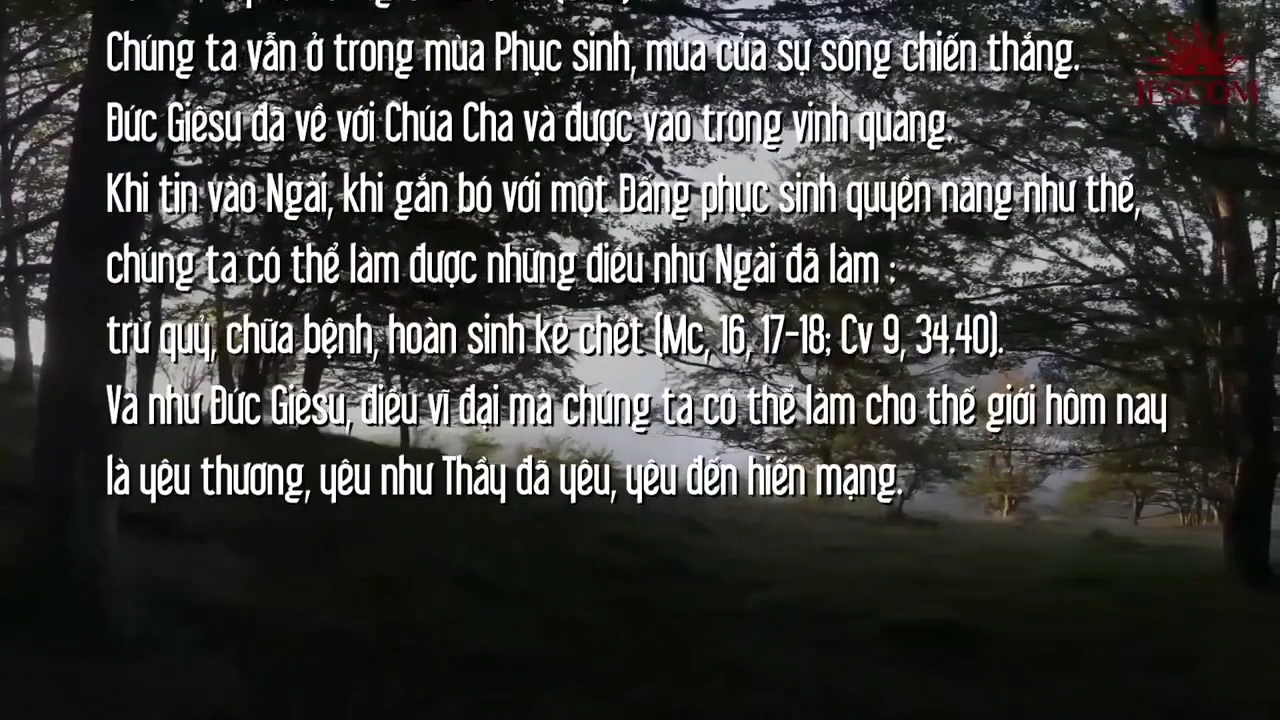 JESCOM
Chúng ta vẫn ở trong mùa Phục sinh, mùa của sự sống chiến thắng.
Đức Giêsu đã về với Chúa Cha và được vào trong vinh quang.
Khi tin vào Ngài, khi gắn bó với một Đấng phục sinh quyền năng như thế,
chúng ta có thể làm được những điều như Ngài đã làm :
trừ quỷ, chữa bệnh, hoàn sinh kẻ chết (Mc, 16, 17-18; Cv 9, 34.40).
Và như Đức Giêsu, điều vĩ đại mà chúng ta có thể làm cho thế giới hôm nay
là yêu thương, yêu như Thầy đã yêu, yêu đến hiến mạng.